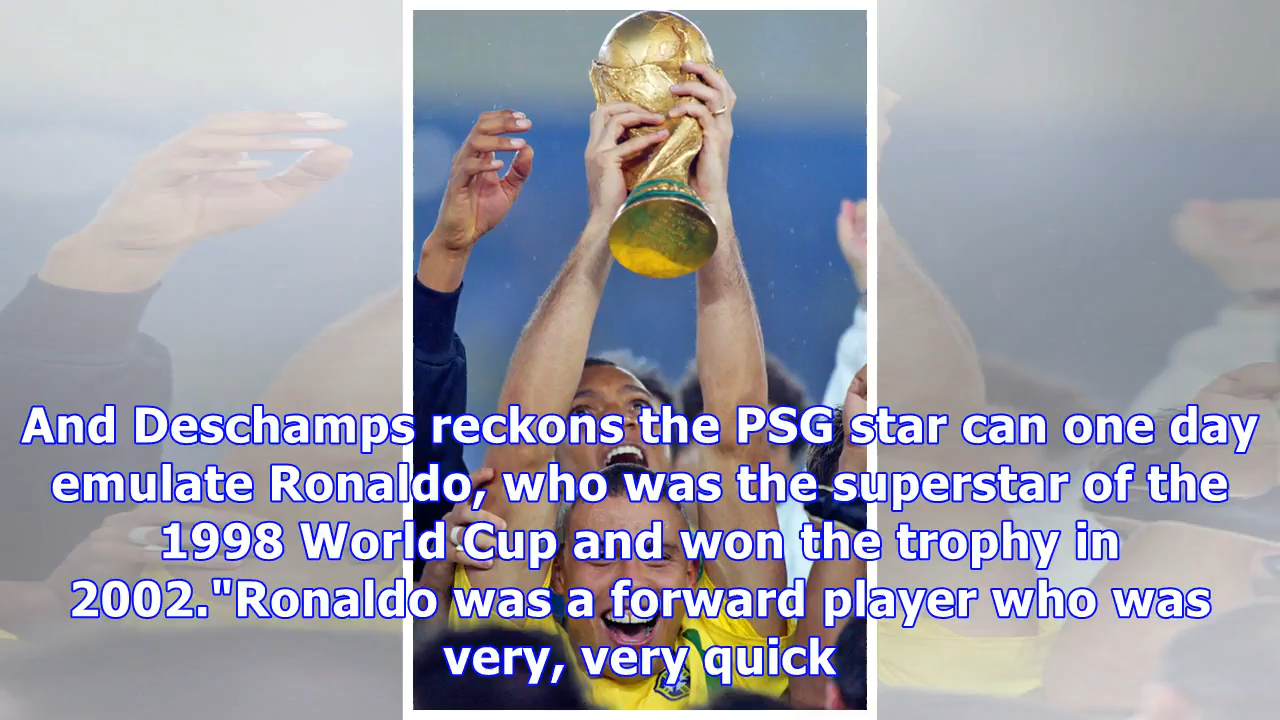 And Deschamps reckons the PSG star can one day
emulate Ronaldo, who was the superstar of the
1998 World Cup and won the trophy in
2002."Ronaldo was a forward player who was
very, very quick